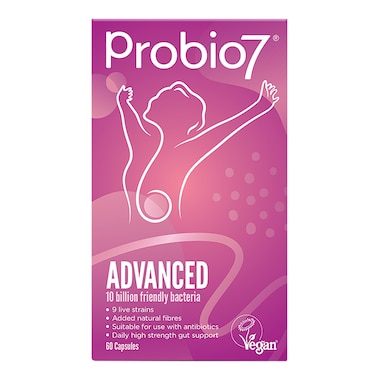 Probio7®
ADVANCED
10 billion friendly bacteria
• 9 live strains
• Added natural fibres
• Suitable for use with antibiotics
• Daily high strength gut support
60 Capsules
Vegan